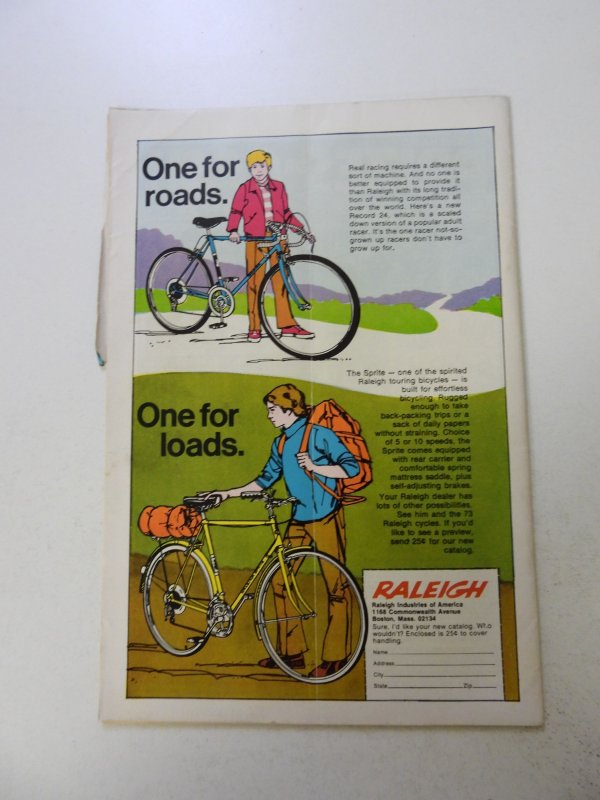 One for
roads.
Real racing requires a different
sort of machine. And no one is
better equipped to provide it
than Raleigh with its long tradi-
tion of winning competition all
over the world. Here's a new
Record 24, which is a scaled
down version of a popular adult
racer. It's the one racer not-so-
grown up racers don't have to
grow up for.
The Sprite — one of the spirited
Raleigh touring bicycles — is
built for effortless
bicycling. Rugged
enough to take
back-packing trips or a
sack of daily papers
without straining. Choice
of 5 or 10 speeds, the
Sprite comes equipped
with rear carrier and
comfortable spring
mattress saddle, plus
self-adjusting brakes.
Your Raleigh dealer has
lots of other possibilities.
See him and the 73
Raleigh cycles. If you'd
like to see a preview,
send 25¢ for our new
catalog.
One for
loads.
RALEIGH
Raleigh Industries of America
1168 Commonwealth Avenue
Boston, Mass. 02134
Sure, I'd like your new catalog. Who
wouldn't? Enclosed is 25¢ to cover
handling.
Name
Address
City
State Zip